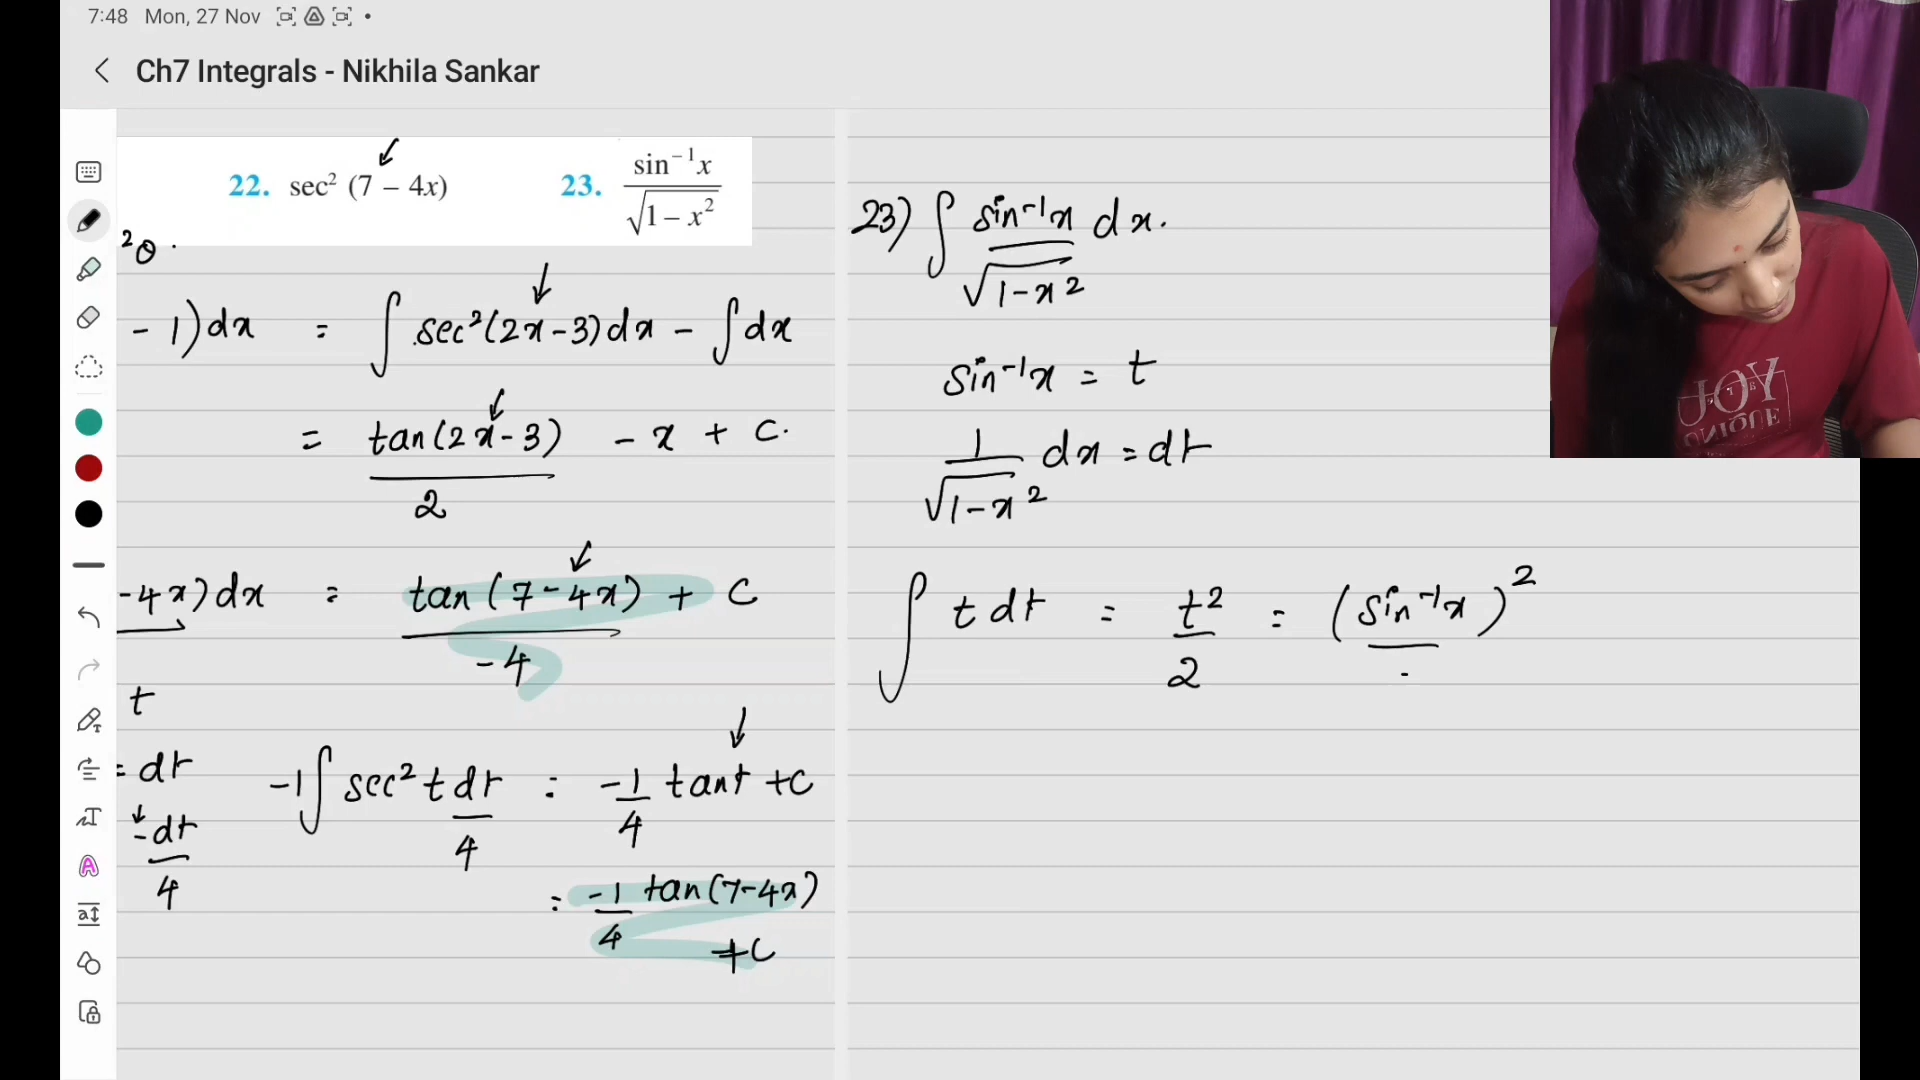 7:48 Mon, 27 Nov
Ch7 Integrals - Nikhila Sankar
22. sec² (7 – 4x)
23. sin⁻¹x / √(1 – x²)
²θ.
- 1)dx = ∫ sec²(2x-3)dx - ∫dx
= tan(2x-3) / 2 - x + c.
-4x)dx = tan(7-4x) / -4 + C
t
= dt
-dt / 4
-1∫ sec²t dt / 4 = -1/4 tant +C
= -1/4 tan(7-4x) +C
23) ∫ sin⁻¹x / √(1-x²) dx.
sin⁻¹x = t
1 / √(1-x²) dx = dt
∫ t dt = t² / 2 = (sin⁻¹x)²
JOY